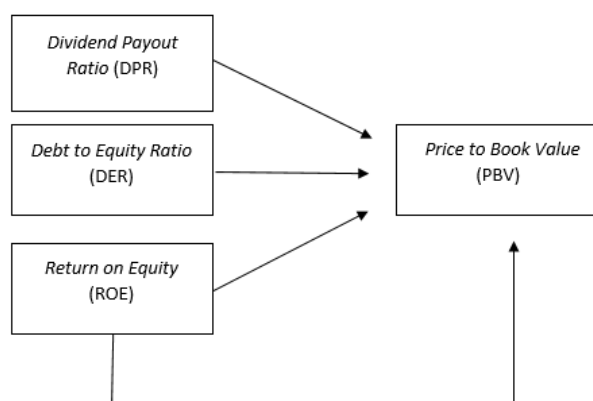 Dividend Payout
Ratio (DPR)
Debt to Equity Ratio
(DER)
Price to Book Value
(PBV)
Return on Equity
(ROE)